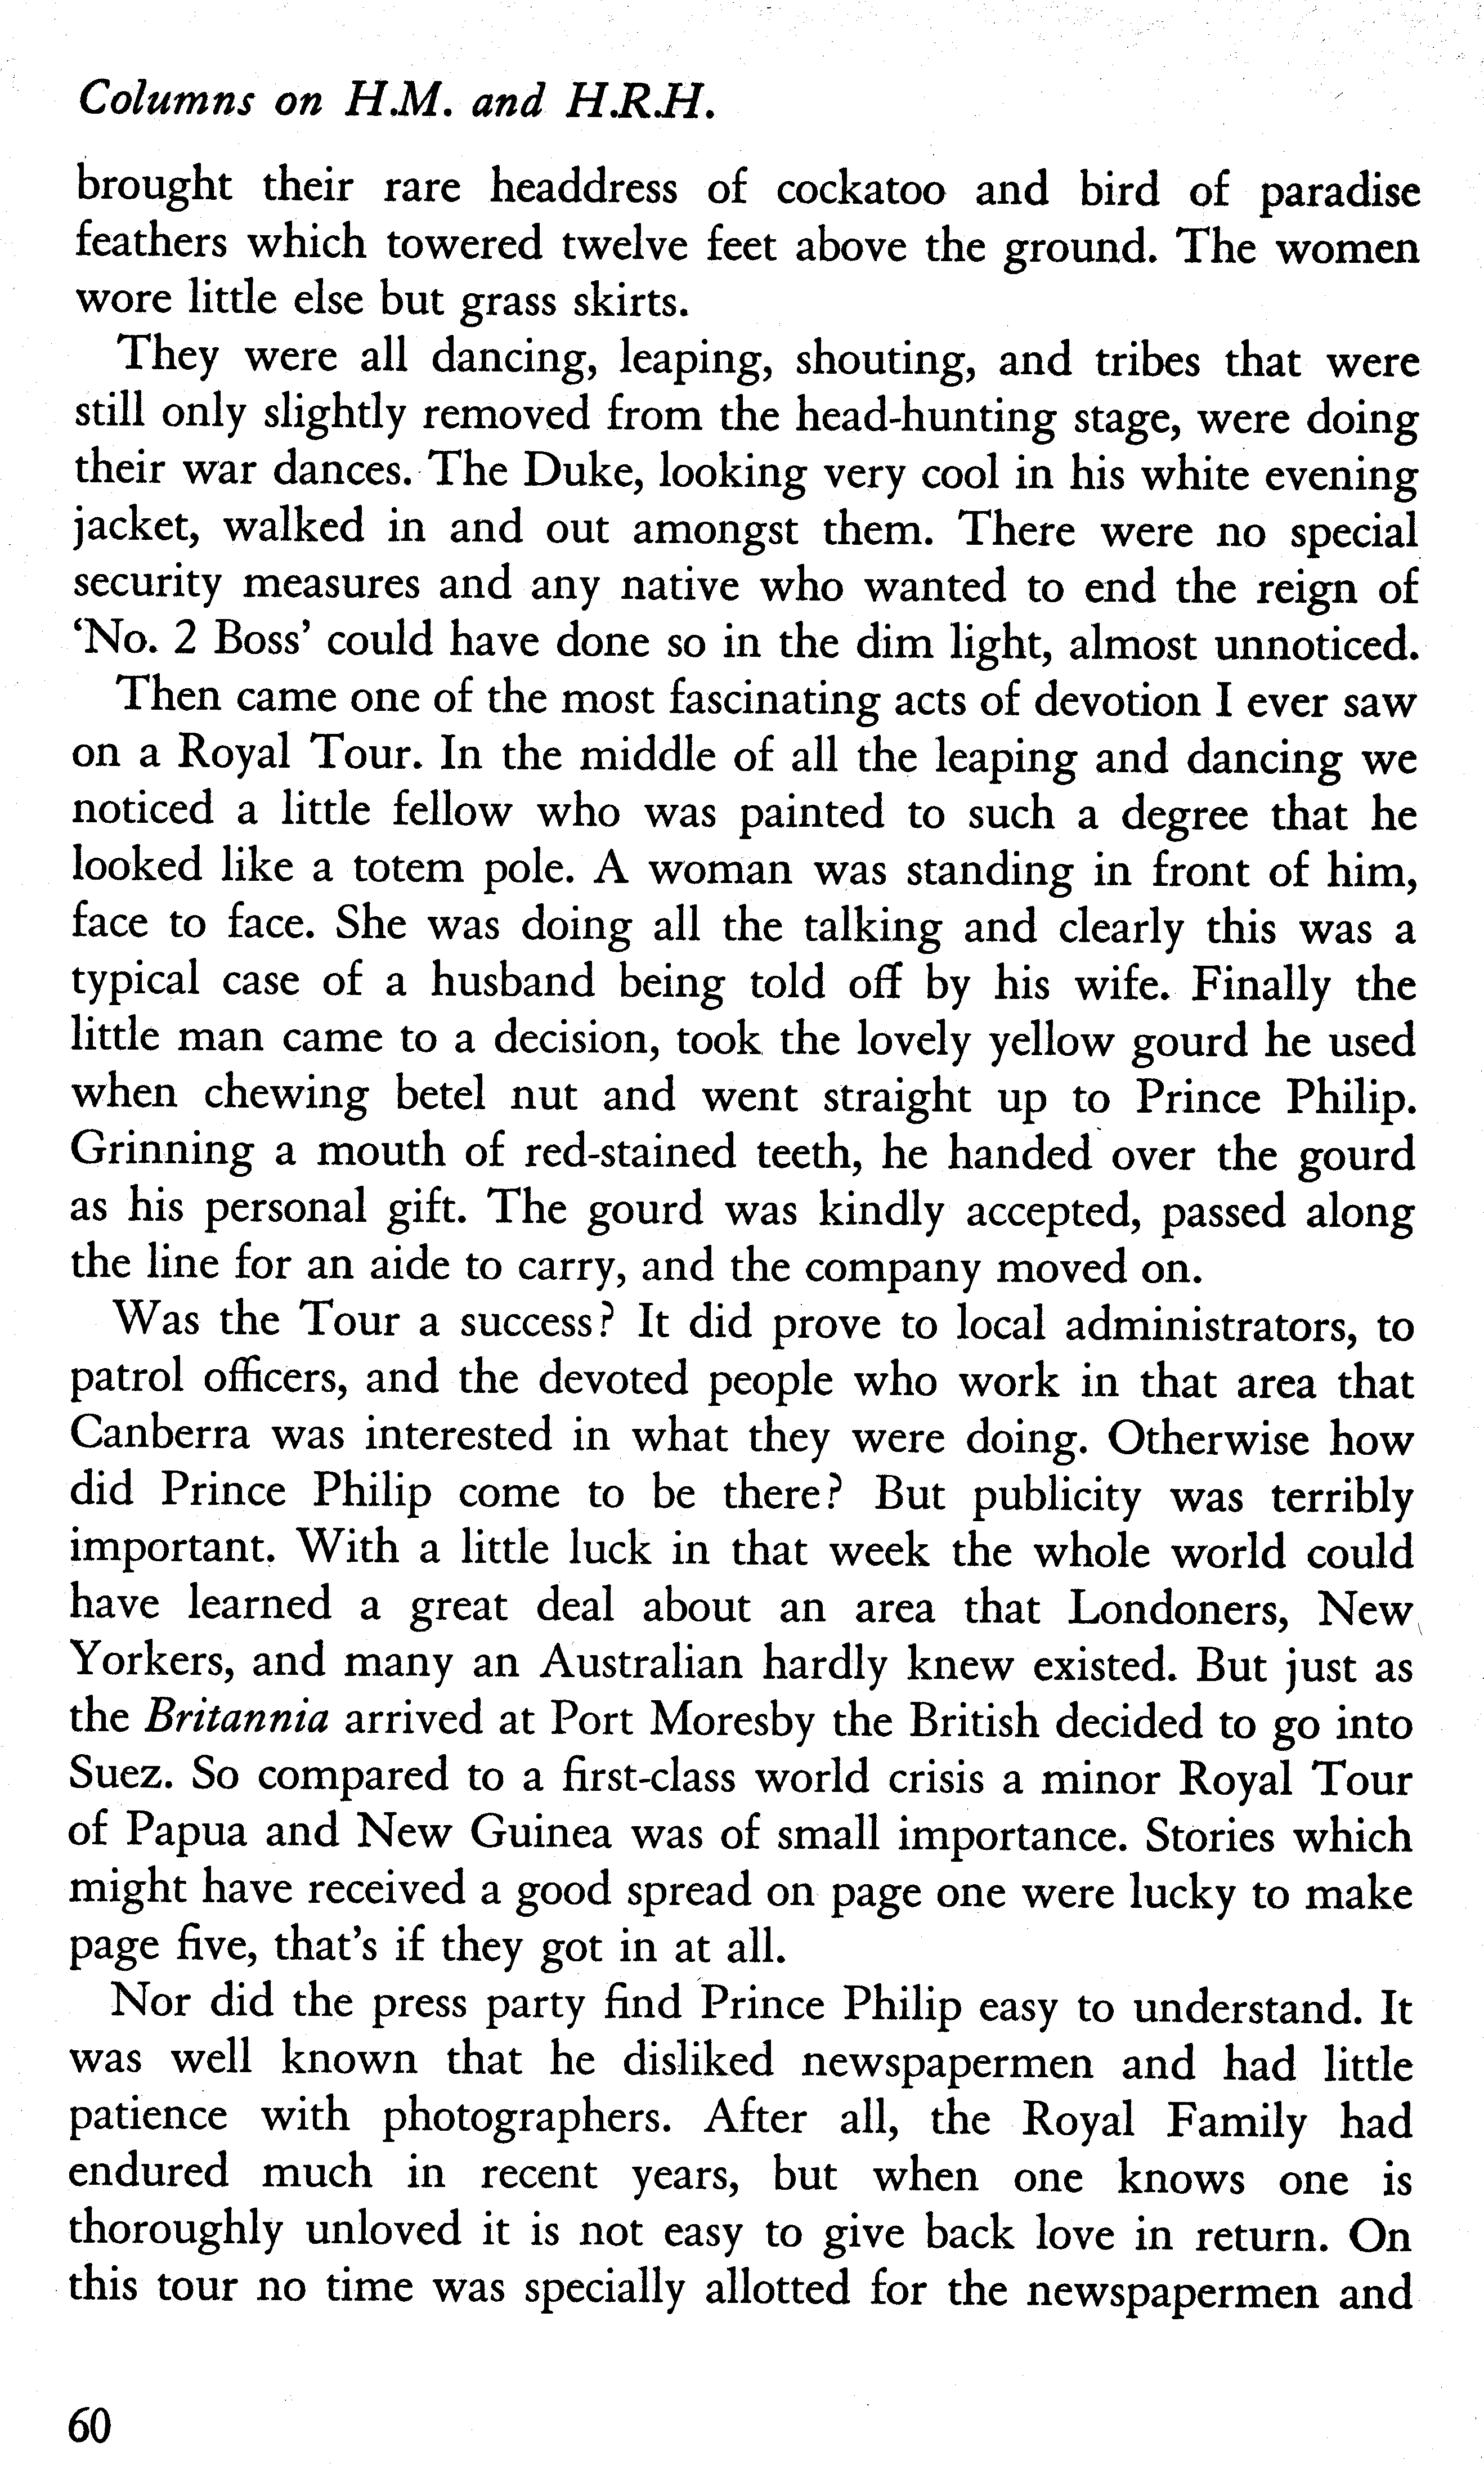 Columns on H.M. and H.R.H.
brought their rare headdress of cockatoo and bird of paradise
feathers which towered twelve feet above the ground. The women
wore little else but grass skirts.
They were all dancing, leaping, shouting, and tribes that were
still only slightly removed from the head-hunting stage, were doing
their war dances. The Duke, looking very cool in his white evening
jacket, walked in and out amongst them. There were no special
security measures and any native who wanted to end the reign of
‘No. 2 Boss’ could have done so in the dim light, almost unnoticed.
Then came one of the most fascinating acts of devotion I ever saw
on a Royal Tour. In the middle of all the leaping and dancing we
noticed a little fellow who was painted to such a degree that he
looked like a totem pole. A woman was standing in front of him,
face to face. She was doing all the talking and clearly this was a
typical case of a husband being told off by his wife. Finally the
little man came to a decision, took the lovely yellow gourd he used
when chewing betel nut and went straight up to Prince Philip.
Grinning a mouth of red-stained teeth, he handed over the gourd
as his personal gift. The gourd was kindly accepted, passed along
the line for an aide to carry, and the company moved on.
Was the Tour a success? It did prove to local administrators, to
patrol officers, and the devoted people who work in that area that
Canberra was interested in what they were doing. Otherwise how
did Prince Philip come to be there? But publicity was terribly
important. With a little luck in that week the whole world could
have learned a great deal about an area that Londoners, New
Yorkers, and many an Australian hardly knew existed. But just as
the Britannia arrived at Port Moresby the British decided to go into
Suez. So compared to a first-class world crisis a minor Royal Tour
of Papua and New Guinea was of small importance. Stories which
might have received a good spread on page one were lucky to make
page five, that's if they got in at all.
Nor did the press party find Prince Philip easy to understand. It
was well known that he disliked newspapermen and had little
patience with photographers. After all, the Royal Family had
endured much in recent years, but when one knows one is
thoroughly unloved it is not easy to give back love in return. On
this tour no time was specially allotted for the newspapermen and
60